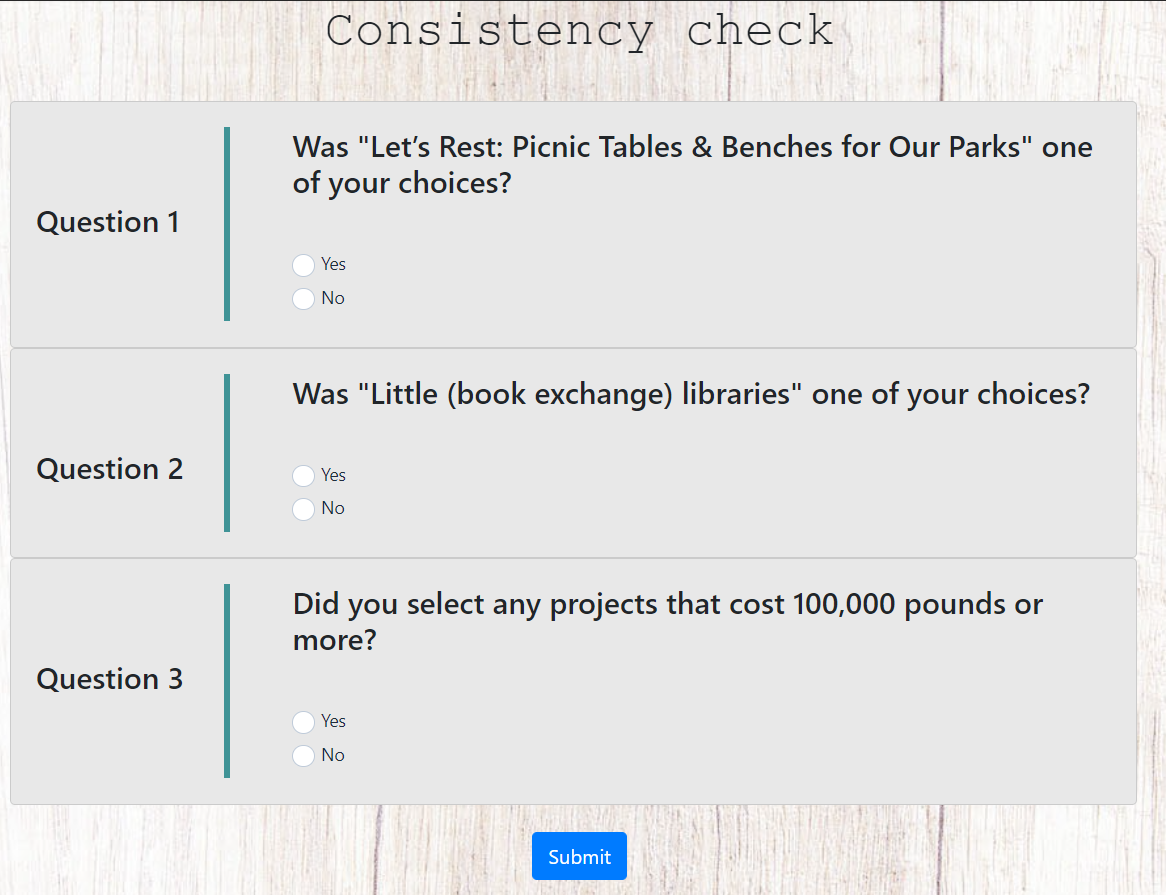 Consistency check
Question 1
Was "Let’s Rest: Picnic Tables & Benches for Our Parks" one
of your choices?
Yes
No
Question 2
Was "Little (book exchange) libraries" one of your choices?
Yes
No
Question 3
Did you select any projects that cost 100,000 pounds or
more?
Yes
No
Submit